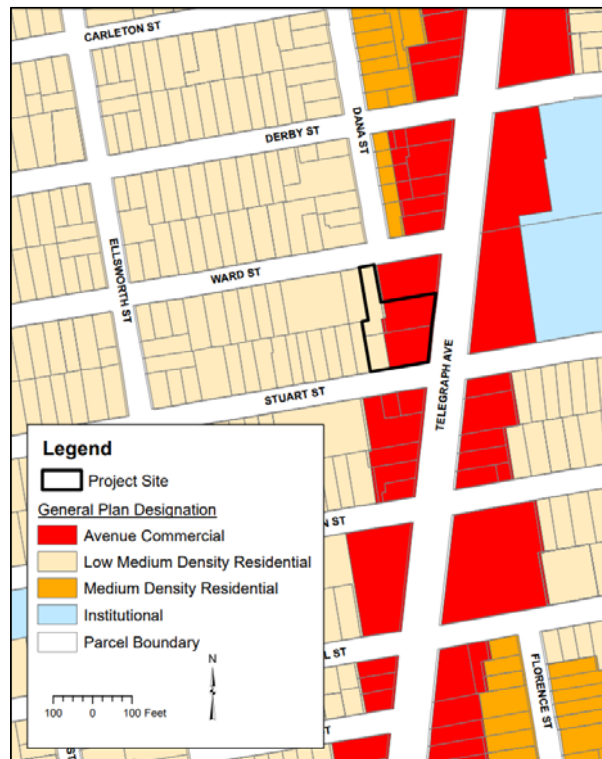 CARLETON ST
DANA ST
DERBY ST
ELLSWORTH ST
WARD ST
TELEGRAPH AVE
STUART ST
Legend
Project Site
General Plan Designation
Avenue Commercial
Low Medium Density Residential
Medium Density Residential
Institutional
Parcel Boundary
N
100 0 100 Feet
N ST
L ST
ST
FLORENCE ST
ST